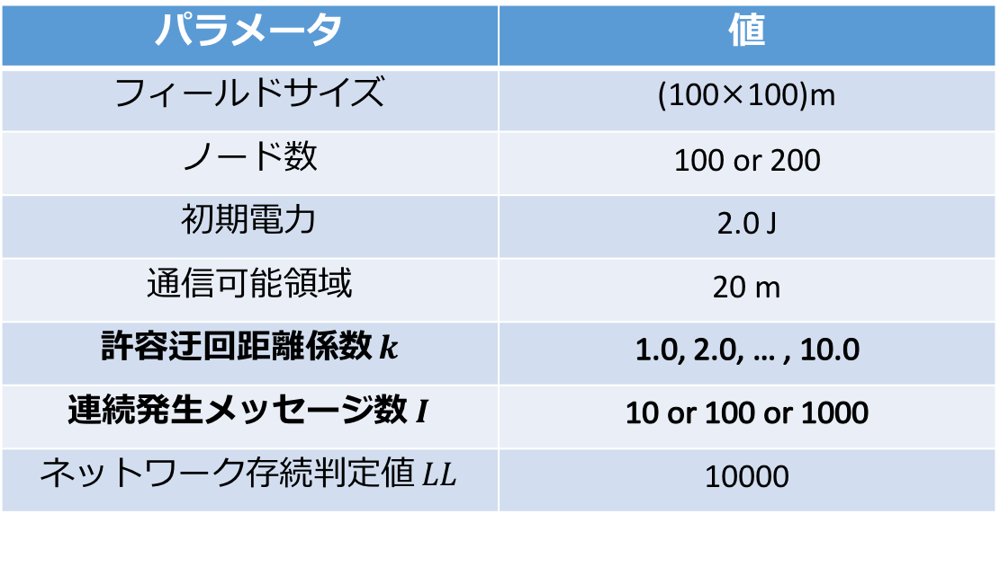 パラメータ 値
フィールドサイズ (100×100)m
ノード数 100 or 200
初期電力 2.0 J
通信可能領域 20 m
許容迂回距離係数 k 1.0, 2.0, … , 10.0
連続発生メッセージ数 I 10 or 100 or 1000
ネットワーク存続判定値 LL 10000